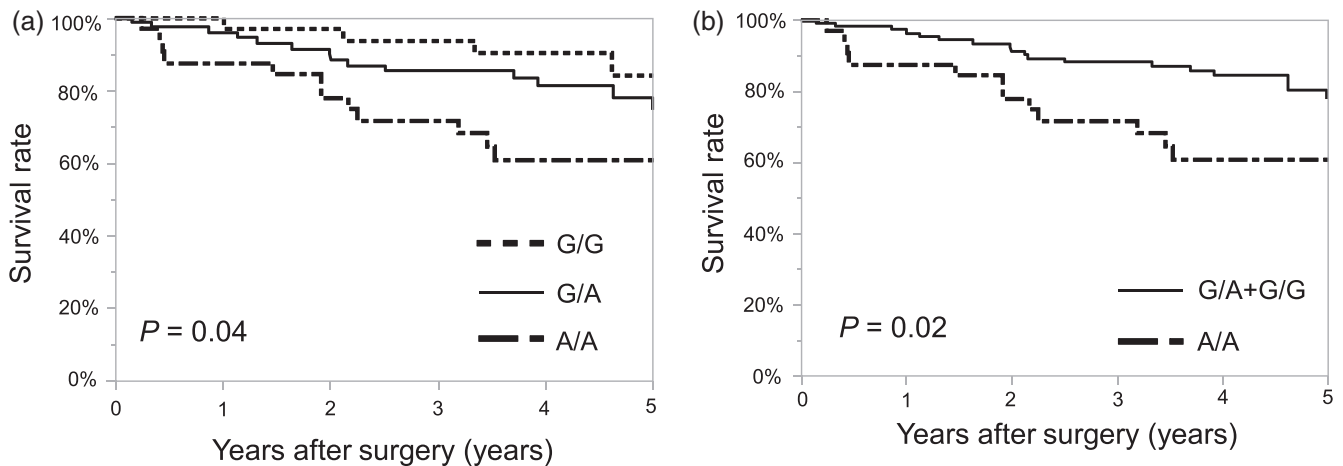 (a)
100%
80%
60%
40%
20%
0%
Survival rate
G/G
G/A
A/A
P = 0.04
0 1 2 3 4 5
Years after surgery (years)
(b)
100%
80%
60%
40%
20%
0%
Survival rate
G/A+G/G
A/A
P = 0.02
0 1 2 3 4 5
Years after surgery (years)